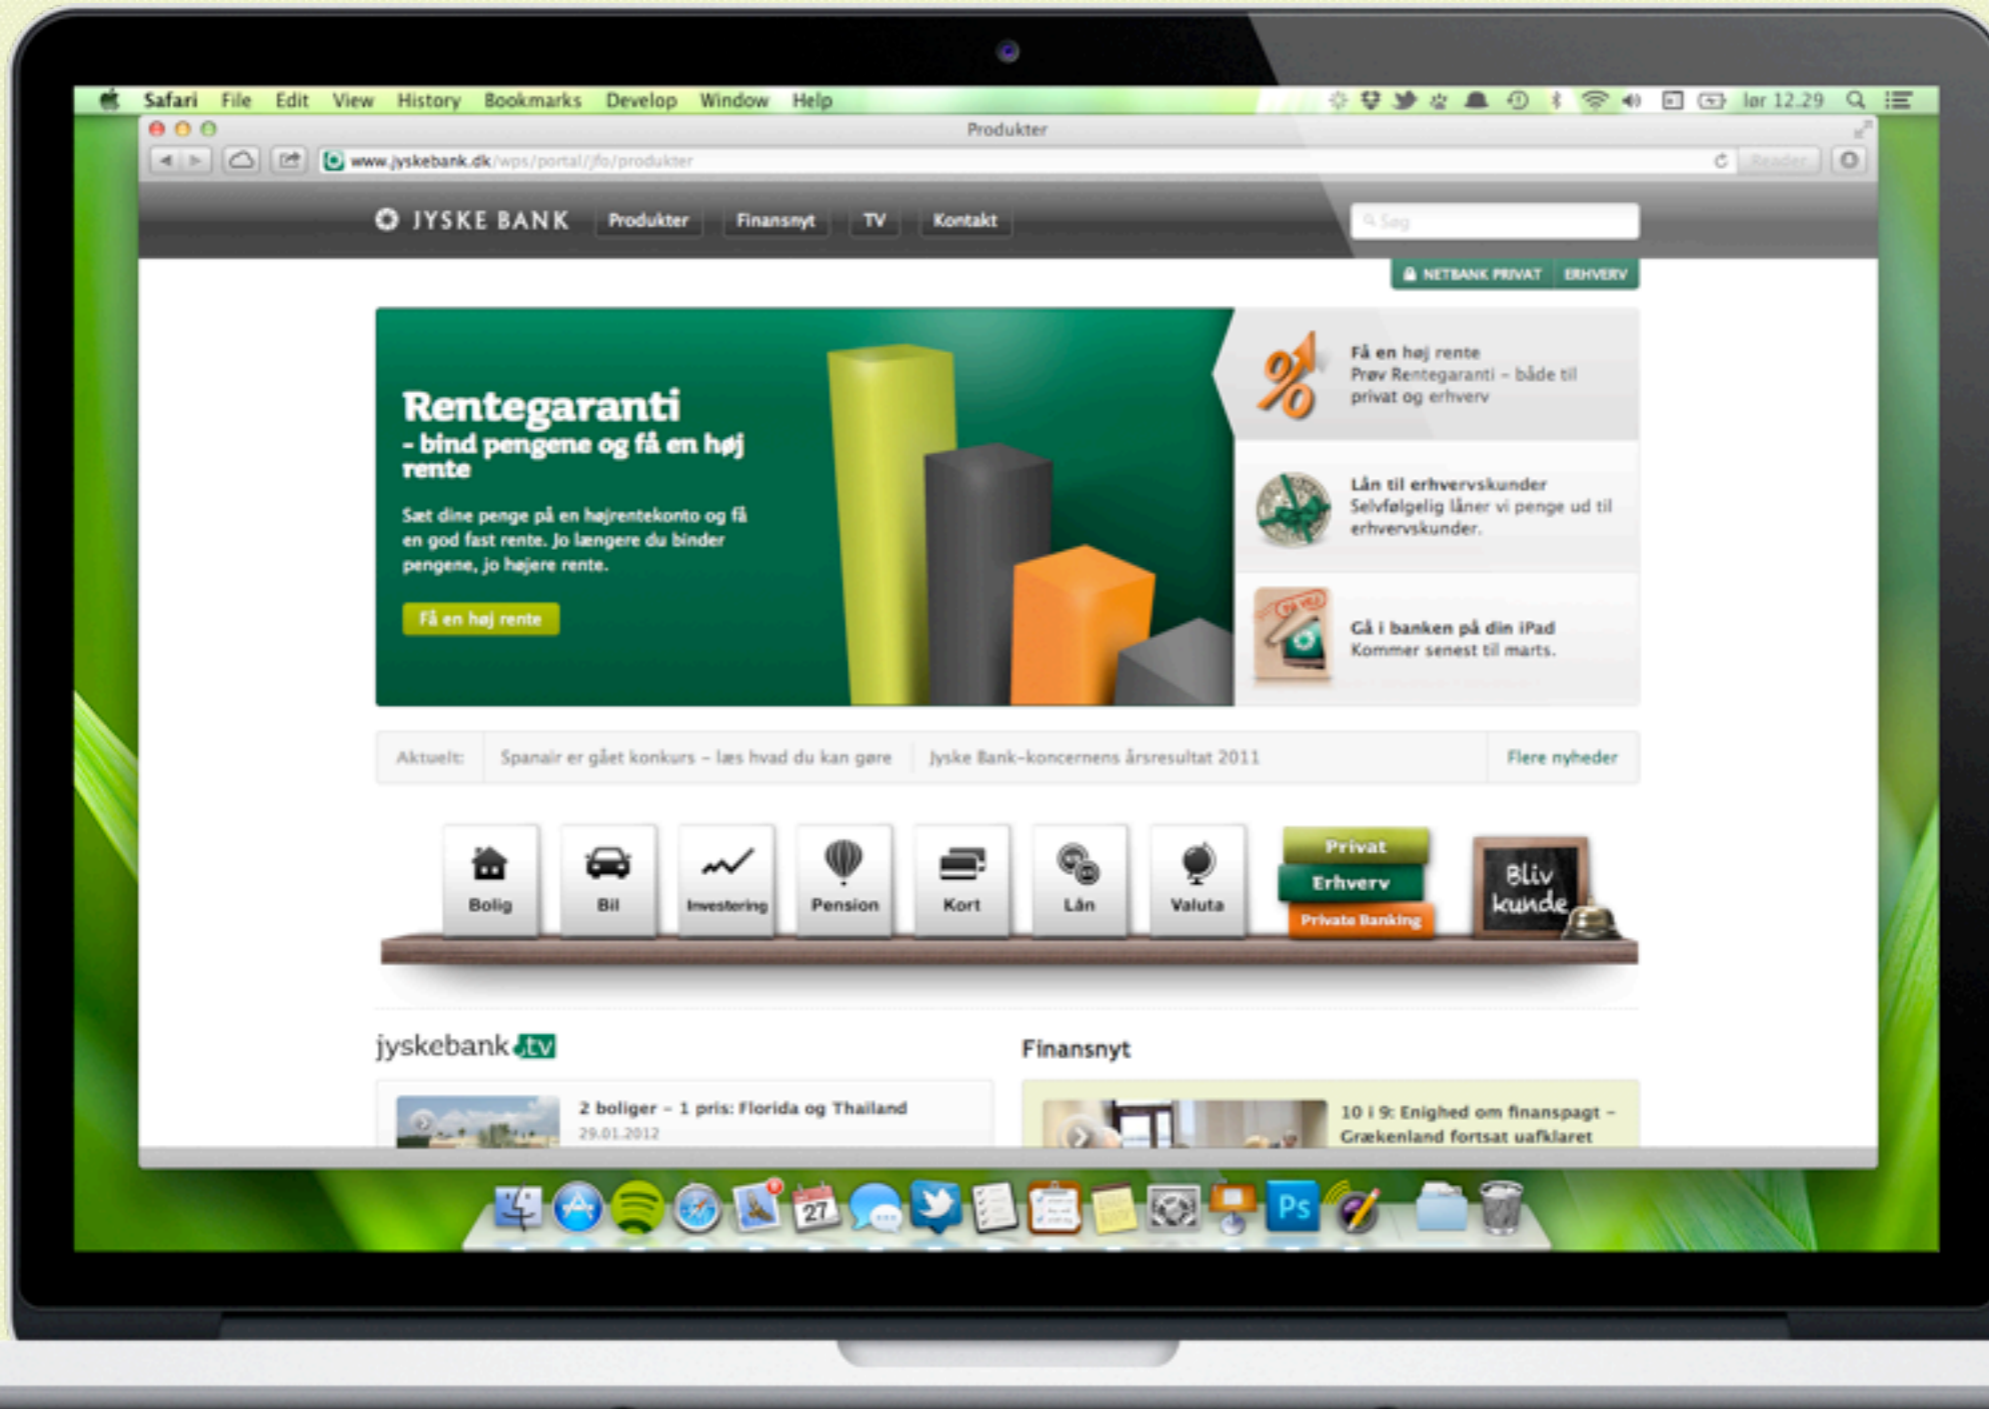 Safari File Edit View History Bookmarks Develop Window Help lør 12.29
Produkter
www.jyskebank.dk/wps/portal/jfo/produkter Reader
JYSKE BANK Produkter Finansnyt TV Kontakt Søg
NETBANK PRIVAT ERHVERV
Rentegaranti
– bind pengene og få en høj
rente
Sæt dine penge på en højrentekonto og få
en god fast rente. Jo længere du binder
pengene, jo højere rente.
Få en høj rente
Få en høj rente
Prøv Rentegaranti – både til
privat og erhverv
Lån til erhvervskunder
Selvfølgelig låner vi penge ud til
erhvervskunder.
PÅ VEJ
Gå i banken på din iPad
Kommer senest til marts.
Aktuelt: Spanair er gået konkurs – læs hvad du kan gøre Jyske Bank-koncernens årsresultat 2011 Flere nyheder
Bolig Bil Investering Pension Kort Lån Valuta
Privat
Erhverv
Private Banking
Bliv
kunde
jyskebank.tv
2 boliger – 1 pris: Florida og Thailand
29.01.2012
Finansnyt
10 i 9: Enighed om finanspagt –
Grækenland fortsat uafklaret
27
Ps